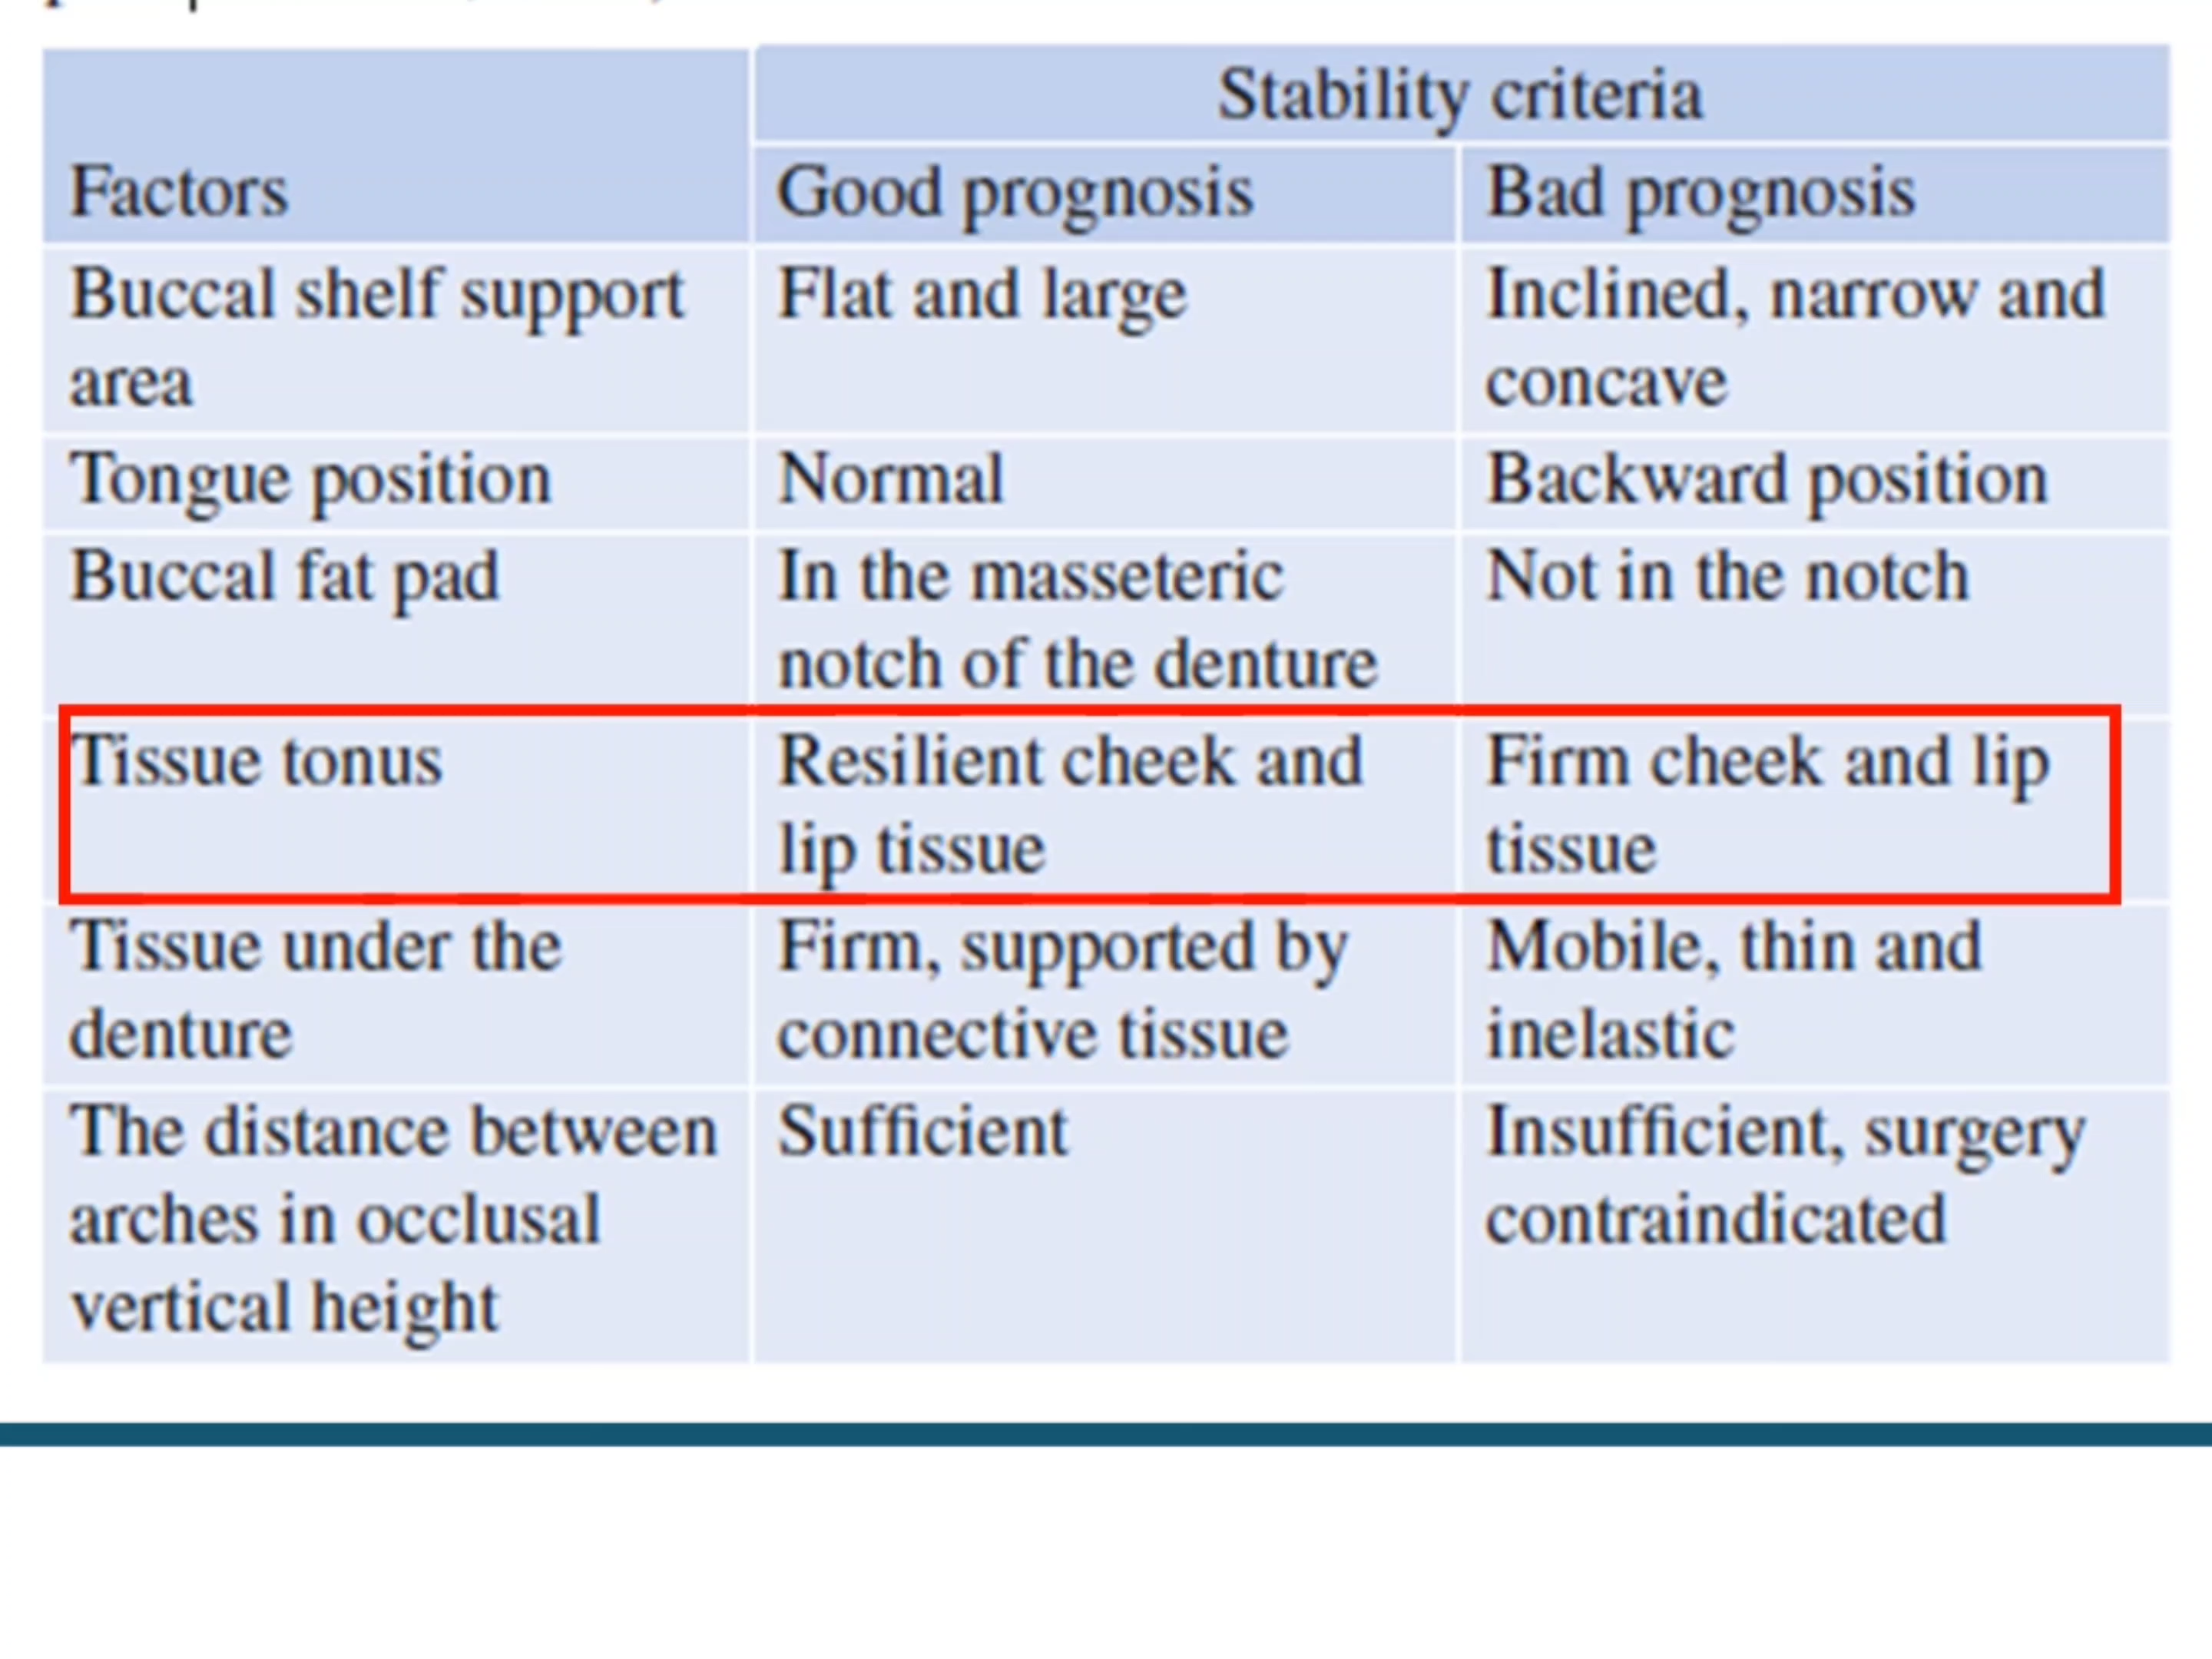 Stability criteria
Factors Good prognosis Bad prognosis
Buccal shelf support Flat and large Inclined, narrow and
area concave
Tongue position Normal Backward position
Buccal fat pad In the masseteric Not in the notch
notch of the denture
Tissue tonus Resilient cheek and Firm cheek and lip
lip tissue tissue
Tissue under the Firm, supported by Mobile, thin and
denture connective tissue inelastic
The distance between Sufficient Insufficient, surgery
arches in occlusal contraindicated
vertical height